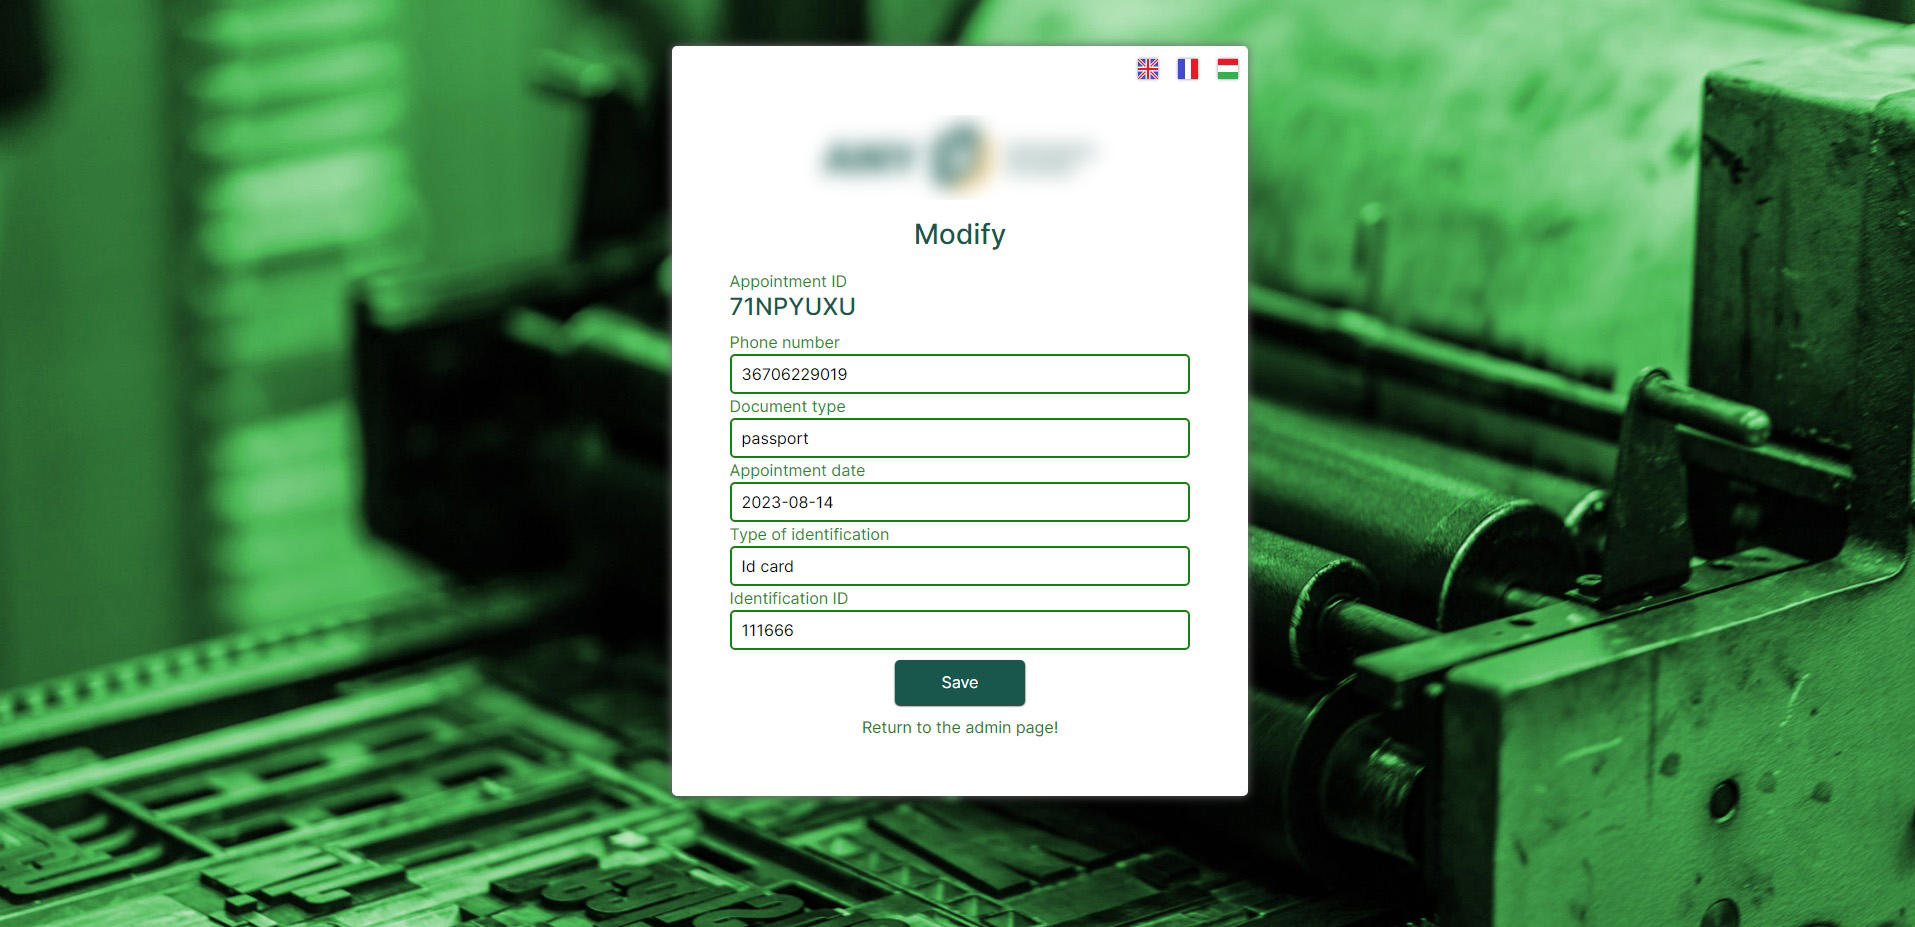 Modify
Appointment ID
71NPYUXU
Phone number
36706229019
Document type
passport
Appointment date
2023-08-14
Type of identification
Id card
Identification ID
111666
Save
Return to the admin page!